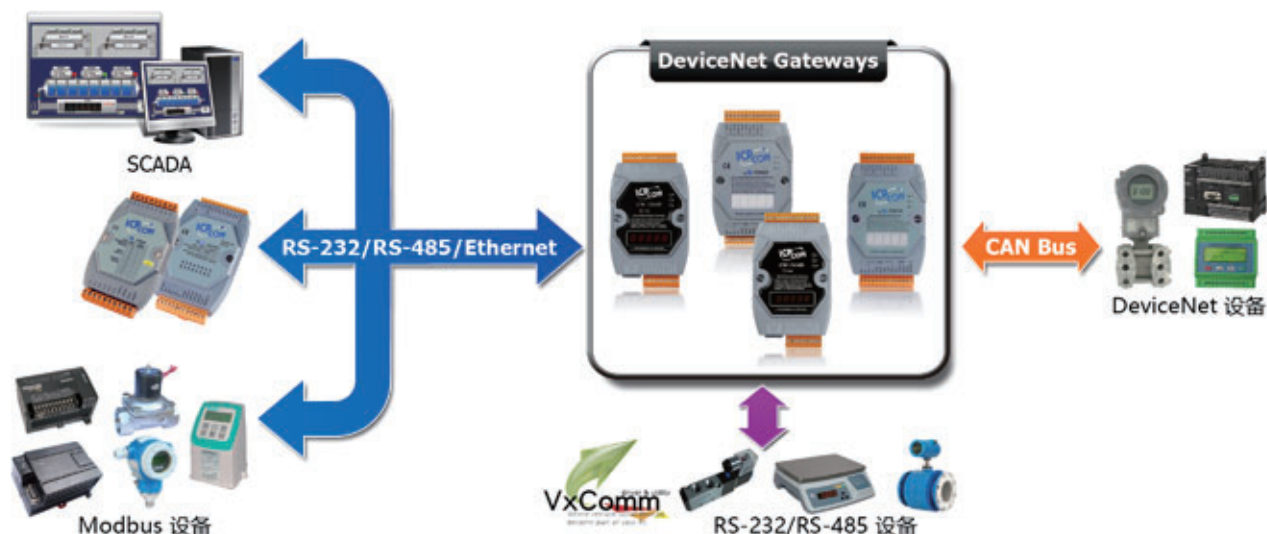 DeviceNet Gateways
SCADA
RS-232/RS-485/Ethernet
CAN Bus
DeviceNet 设备
VxComm
Modbus 设备
RS-232/RS-485 设备